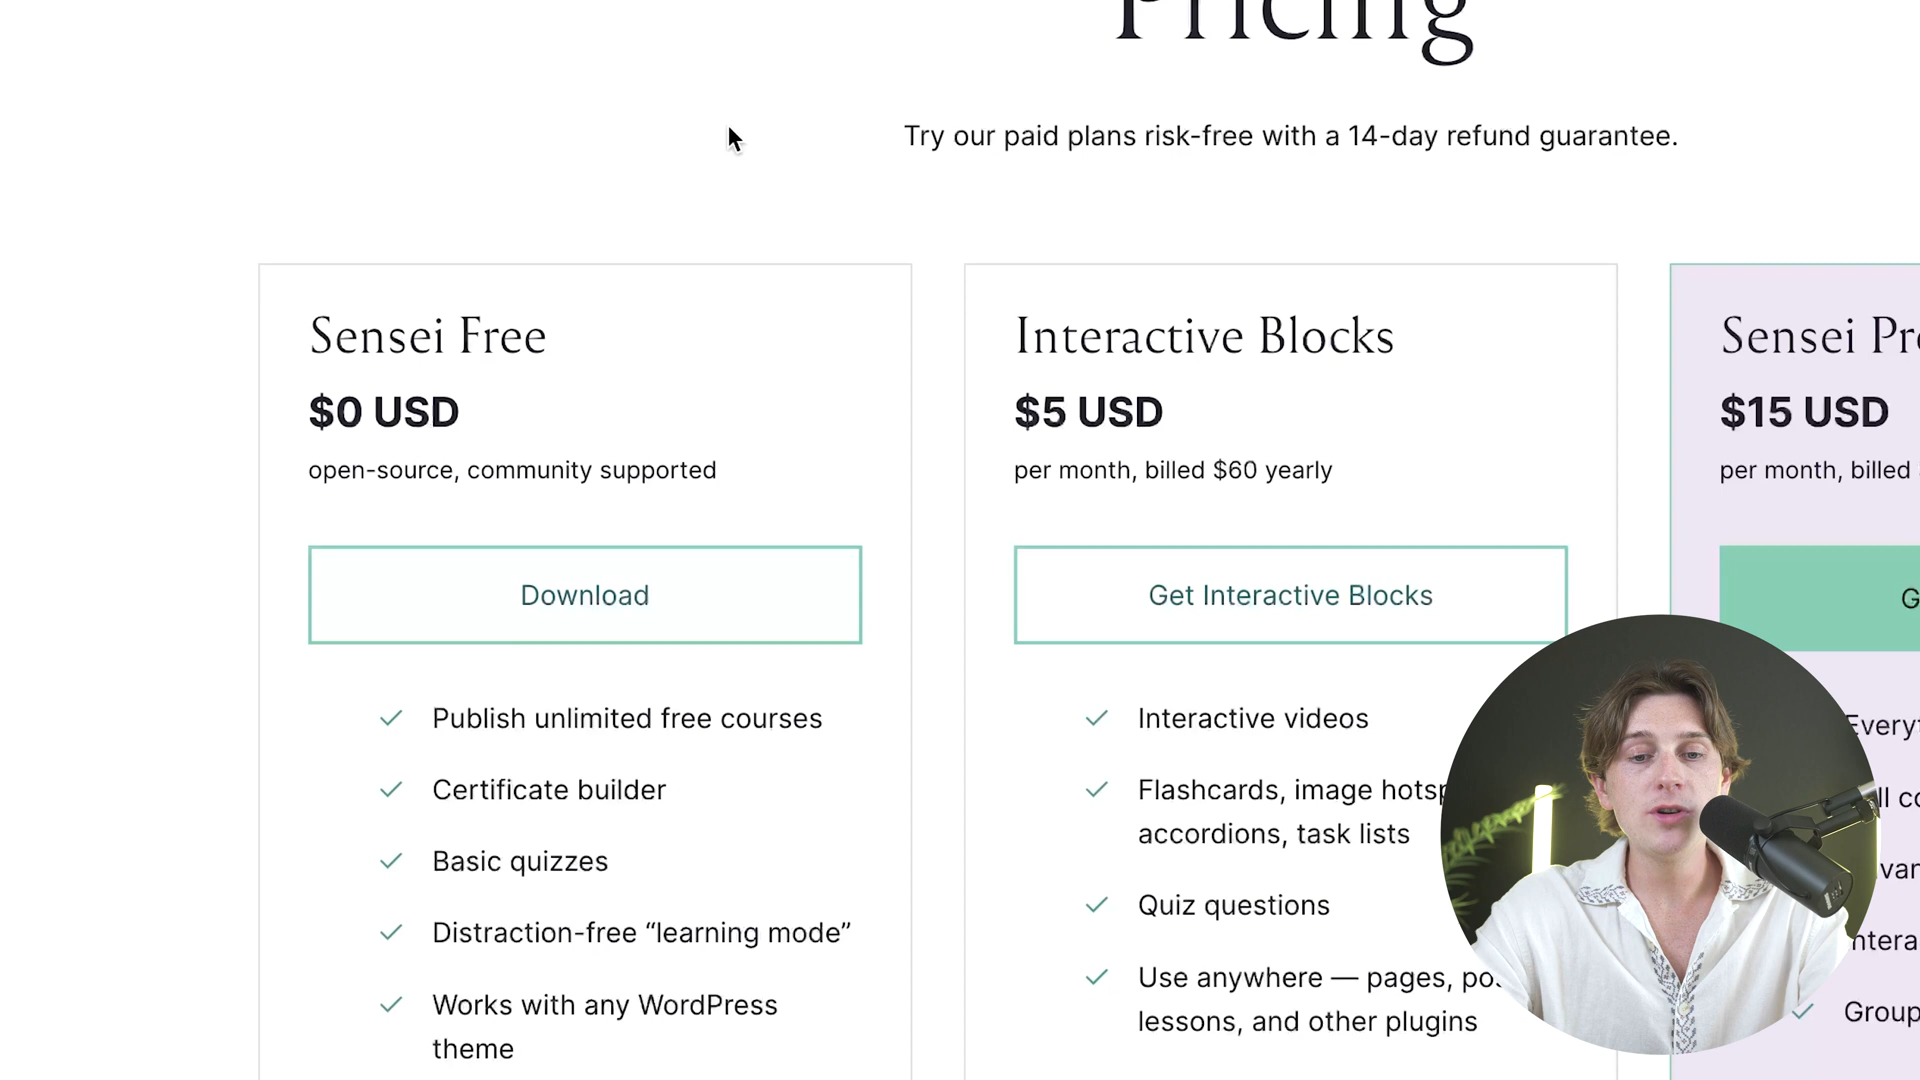 Pricing
Try our paid plans risk-free with a 14-day refund guarantee.
Sensei Free
$0 USD
open-source, community supported
Download
Publish unlimited free courses
Certificate builder
Basic quizzes
Distraction-free “learning mode”
Works with any WordPress
theme
Interactive Blocks
$5 USD
per month, billed $60 yearly
Get Interactive Blocks
Interactive videos
Flashcards, image
accordions, task lists
Quiz questions
Use anywhere — pages,
lessons, and other plugins
Sensei
$15 USD
per month, billed
Group